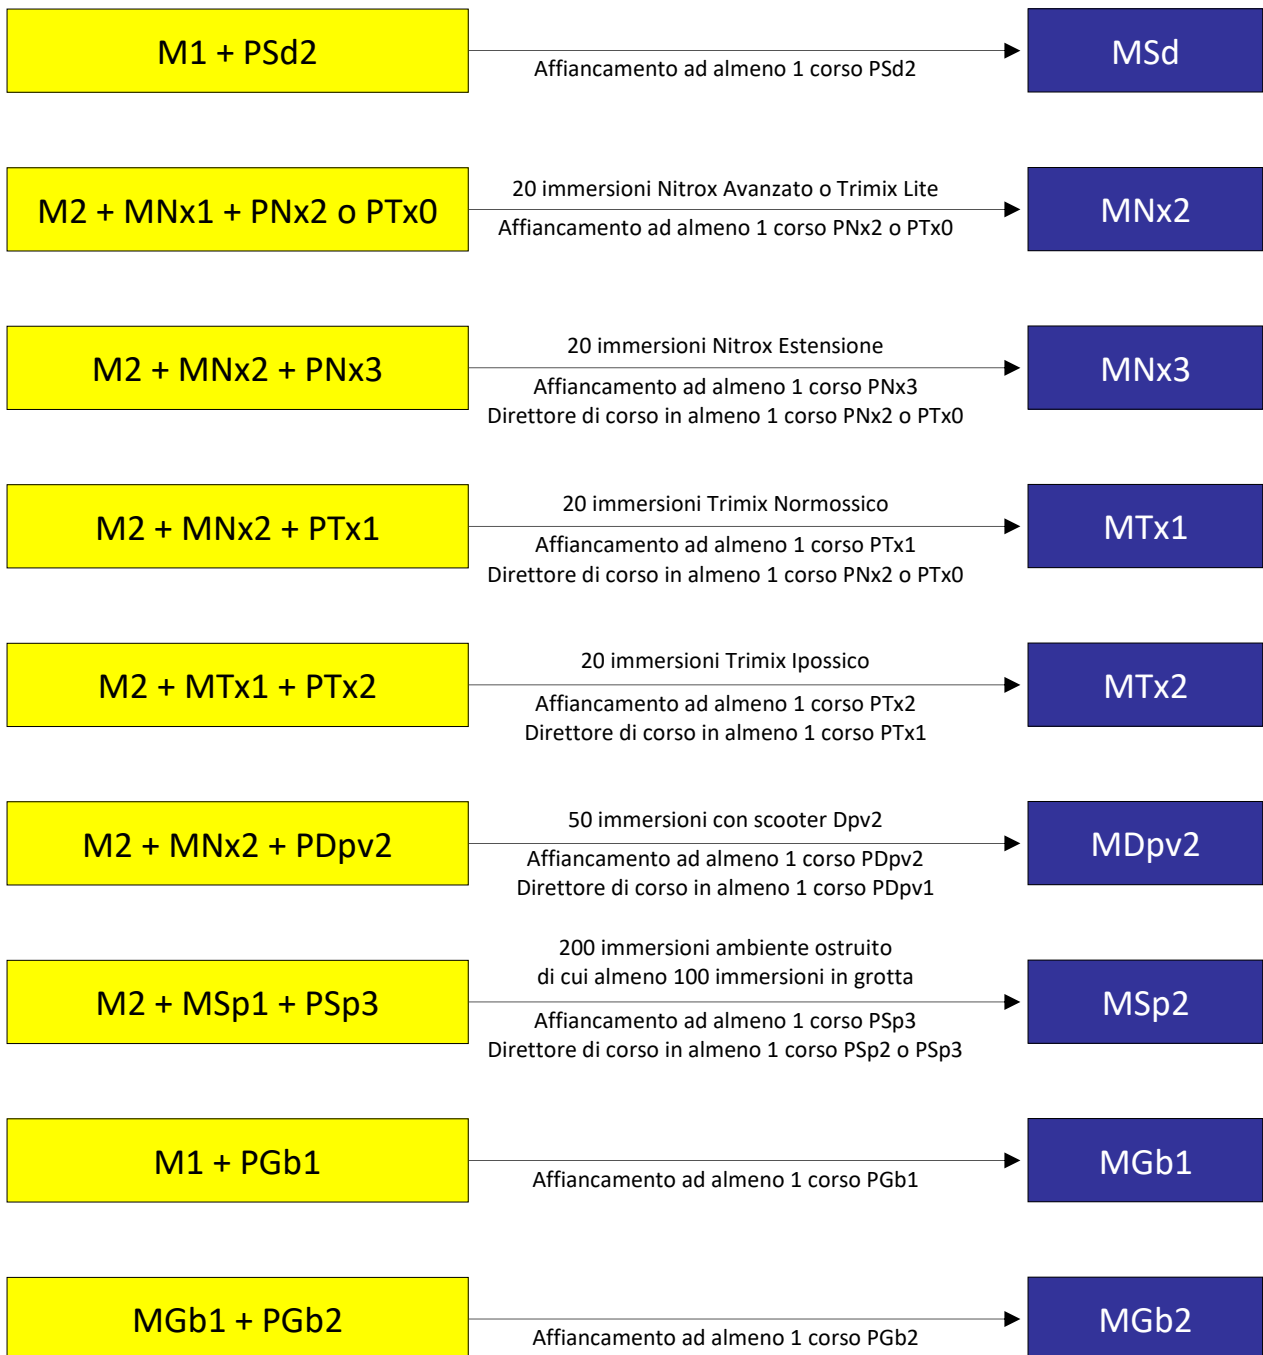 M1 + PSd2
Affiancamento ad almeno 1 corso PSd2
MSd
M2 + MNx1 + PNx2 o PTx0
20 immersioni Nitrox Avanzato o Trimix Lite
Affiancamento ad almeno 1 corso PNx2 o PTx0
MNx2
M2 + MNx2 + PNx3
20 immersioni Nitrox Estensione
Affiancamento ad almeno 1 corso PNx3
Direttore di corso in almeno 1 corso PNx2 o PTx0
MNx3
M2 + MNx2 + PTx1
20 immersioni Trimix Normossico
Affiancamento ad almeno 1 corso PTx1
Direttore di corso in almeno 1 corso PNx2 o PTx0
MTx1
M2 + MTx1 + PTx2
20 immersioni Trimix Ipossico
Affiancamento ad almeno 1 corso PTx2
Direttore di corso in almeno 1 corso PTx1
MTx2
M2 + MNx2 + PDpv2
50 immersioni con scooter Dpv2
Affiancamento ad almeno 1 corso PDpv2
Direttore di corso in almeno 1 corso PDpv1
MDpv2
M2 + MSp1 + PSp3
200 immersioni ambiente ostruito
di cui almeno 100 immersioni in grotta
Affiancamento ad almeno 1 corso PSp3
Direttore di corso in almeno 1 corso PSp2 o PSp3
MSp2
M1 + PGb1
Affiancamento ad almeno 1 corso PGb1
MGb1
MGb1 + PGb2
Affiancamento ad almeno 1 corso PGb2
MGb2